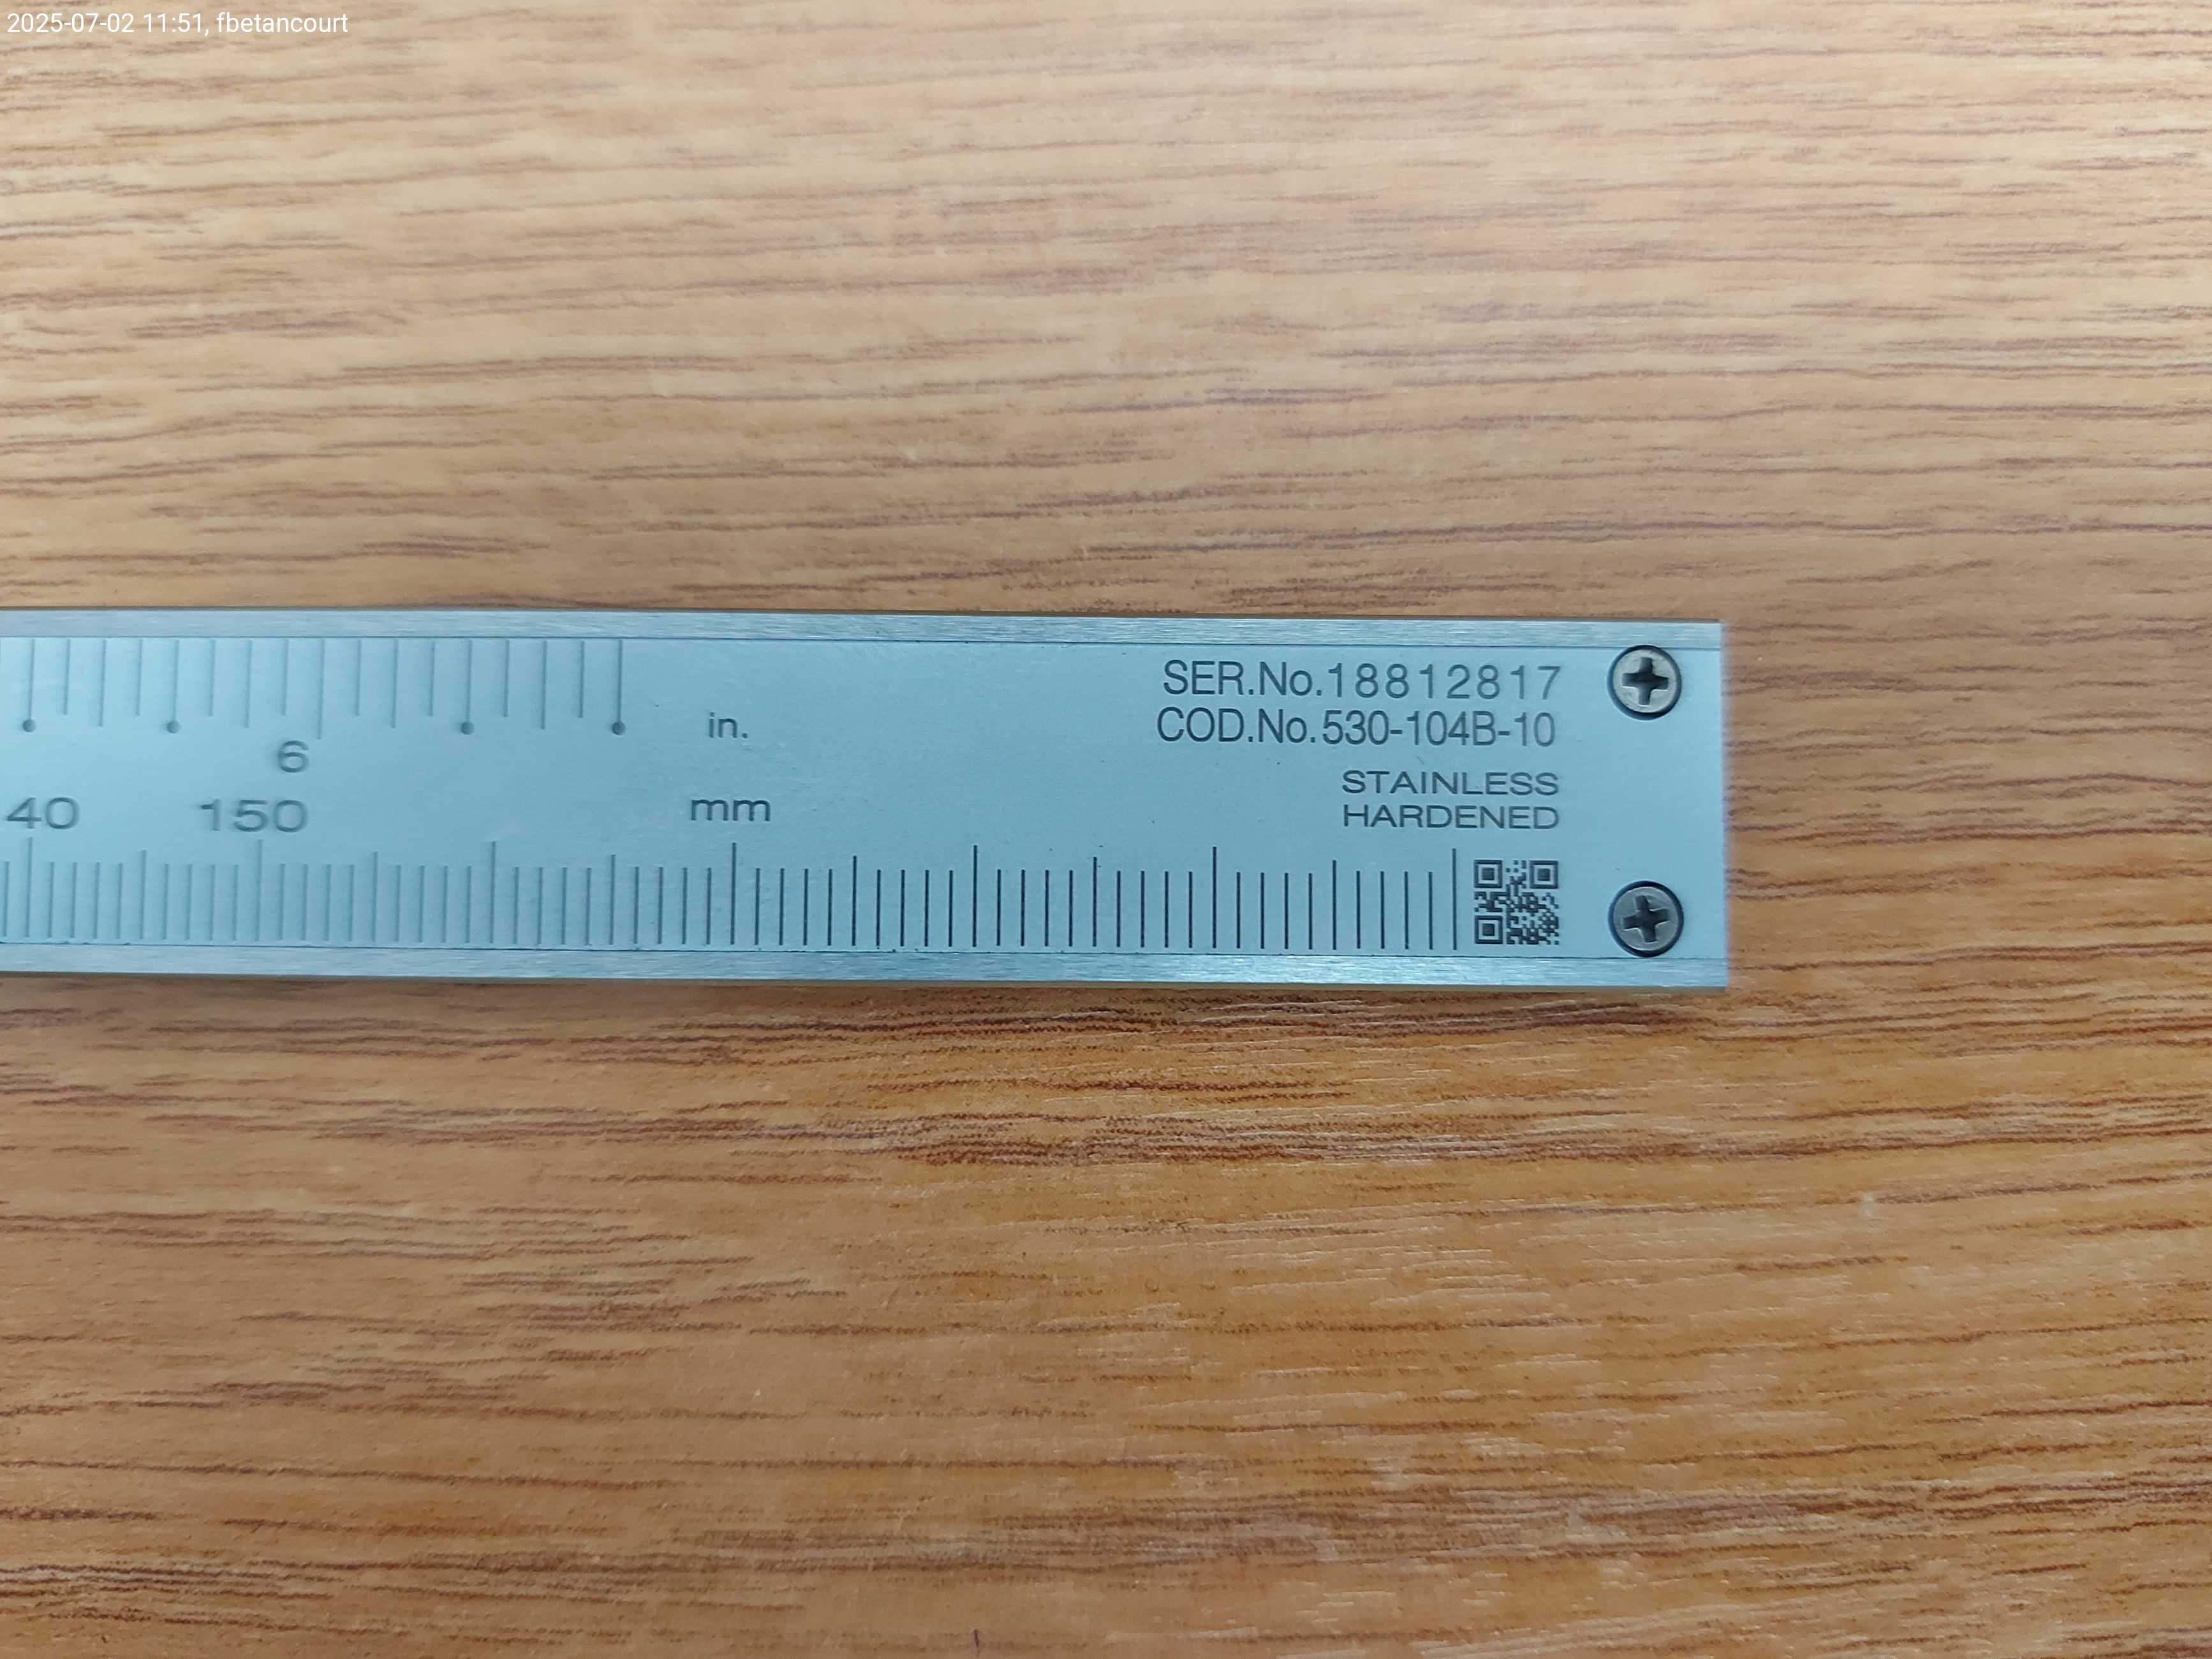 2025-07-02 11:51, fbetancourt
SER.No.18812817
COD.No.530-104B-10
in.
6
STAINLESS
HARDENED
40 150 mm